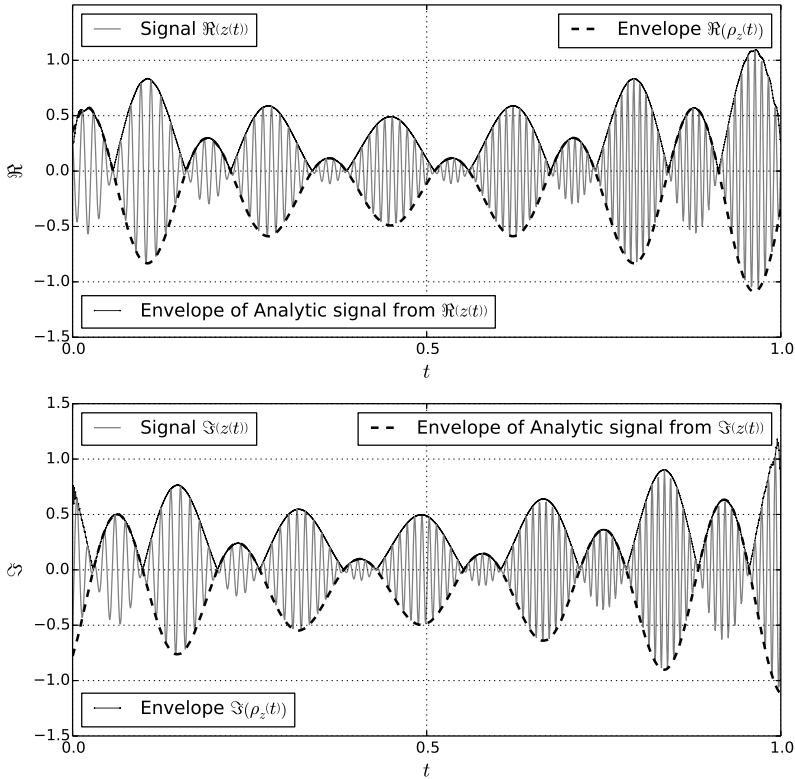 Signal ℜ(z(t))
Envelope ℜ(ρ_z(t))
1.0
0.5
0.0
−0.5
−1.0
−1.5
ℜ
Envelope of Analytic signal from ℜ(z(t))
0.0 0.5 1.0
t
1.5
1.0
0.5
0.0
−0.5
−1.0
−1.5
ℑ
Signal ℑ(z(t))
Envelope of Analytic signal from ℑ(z(t))
Envelope ℑ(ρ_z(t))
0.0 0.5 1.0
t